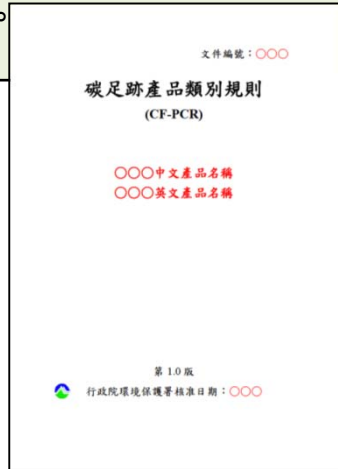 文件編號：○○○
碳足跡產品類別規則
(CF-PCR)
○○○中文產品名稱
○○○英文產品名稱
第 1.0 版
行政院環境保護署核准日期：○○○